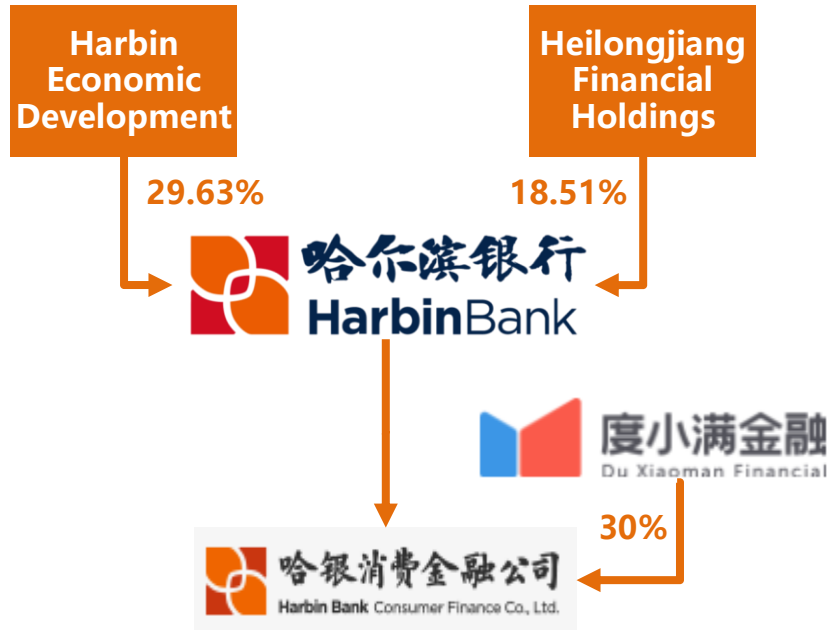 Harbin
Economic
Development
Heilongjiang
Financial
Holdings
29.63%
18.51%
哈尔滨银行
HarbinBank
度小满金融
Du Xiaoman Financial
30%
哈银消费金融公司
Harbin Bank Consumer Finance Co., Ltd.